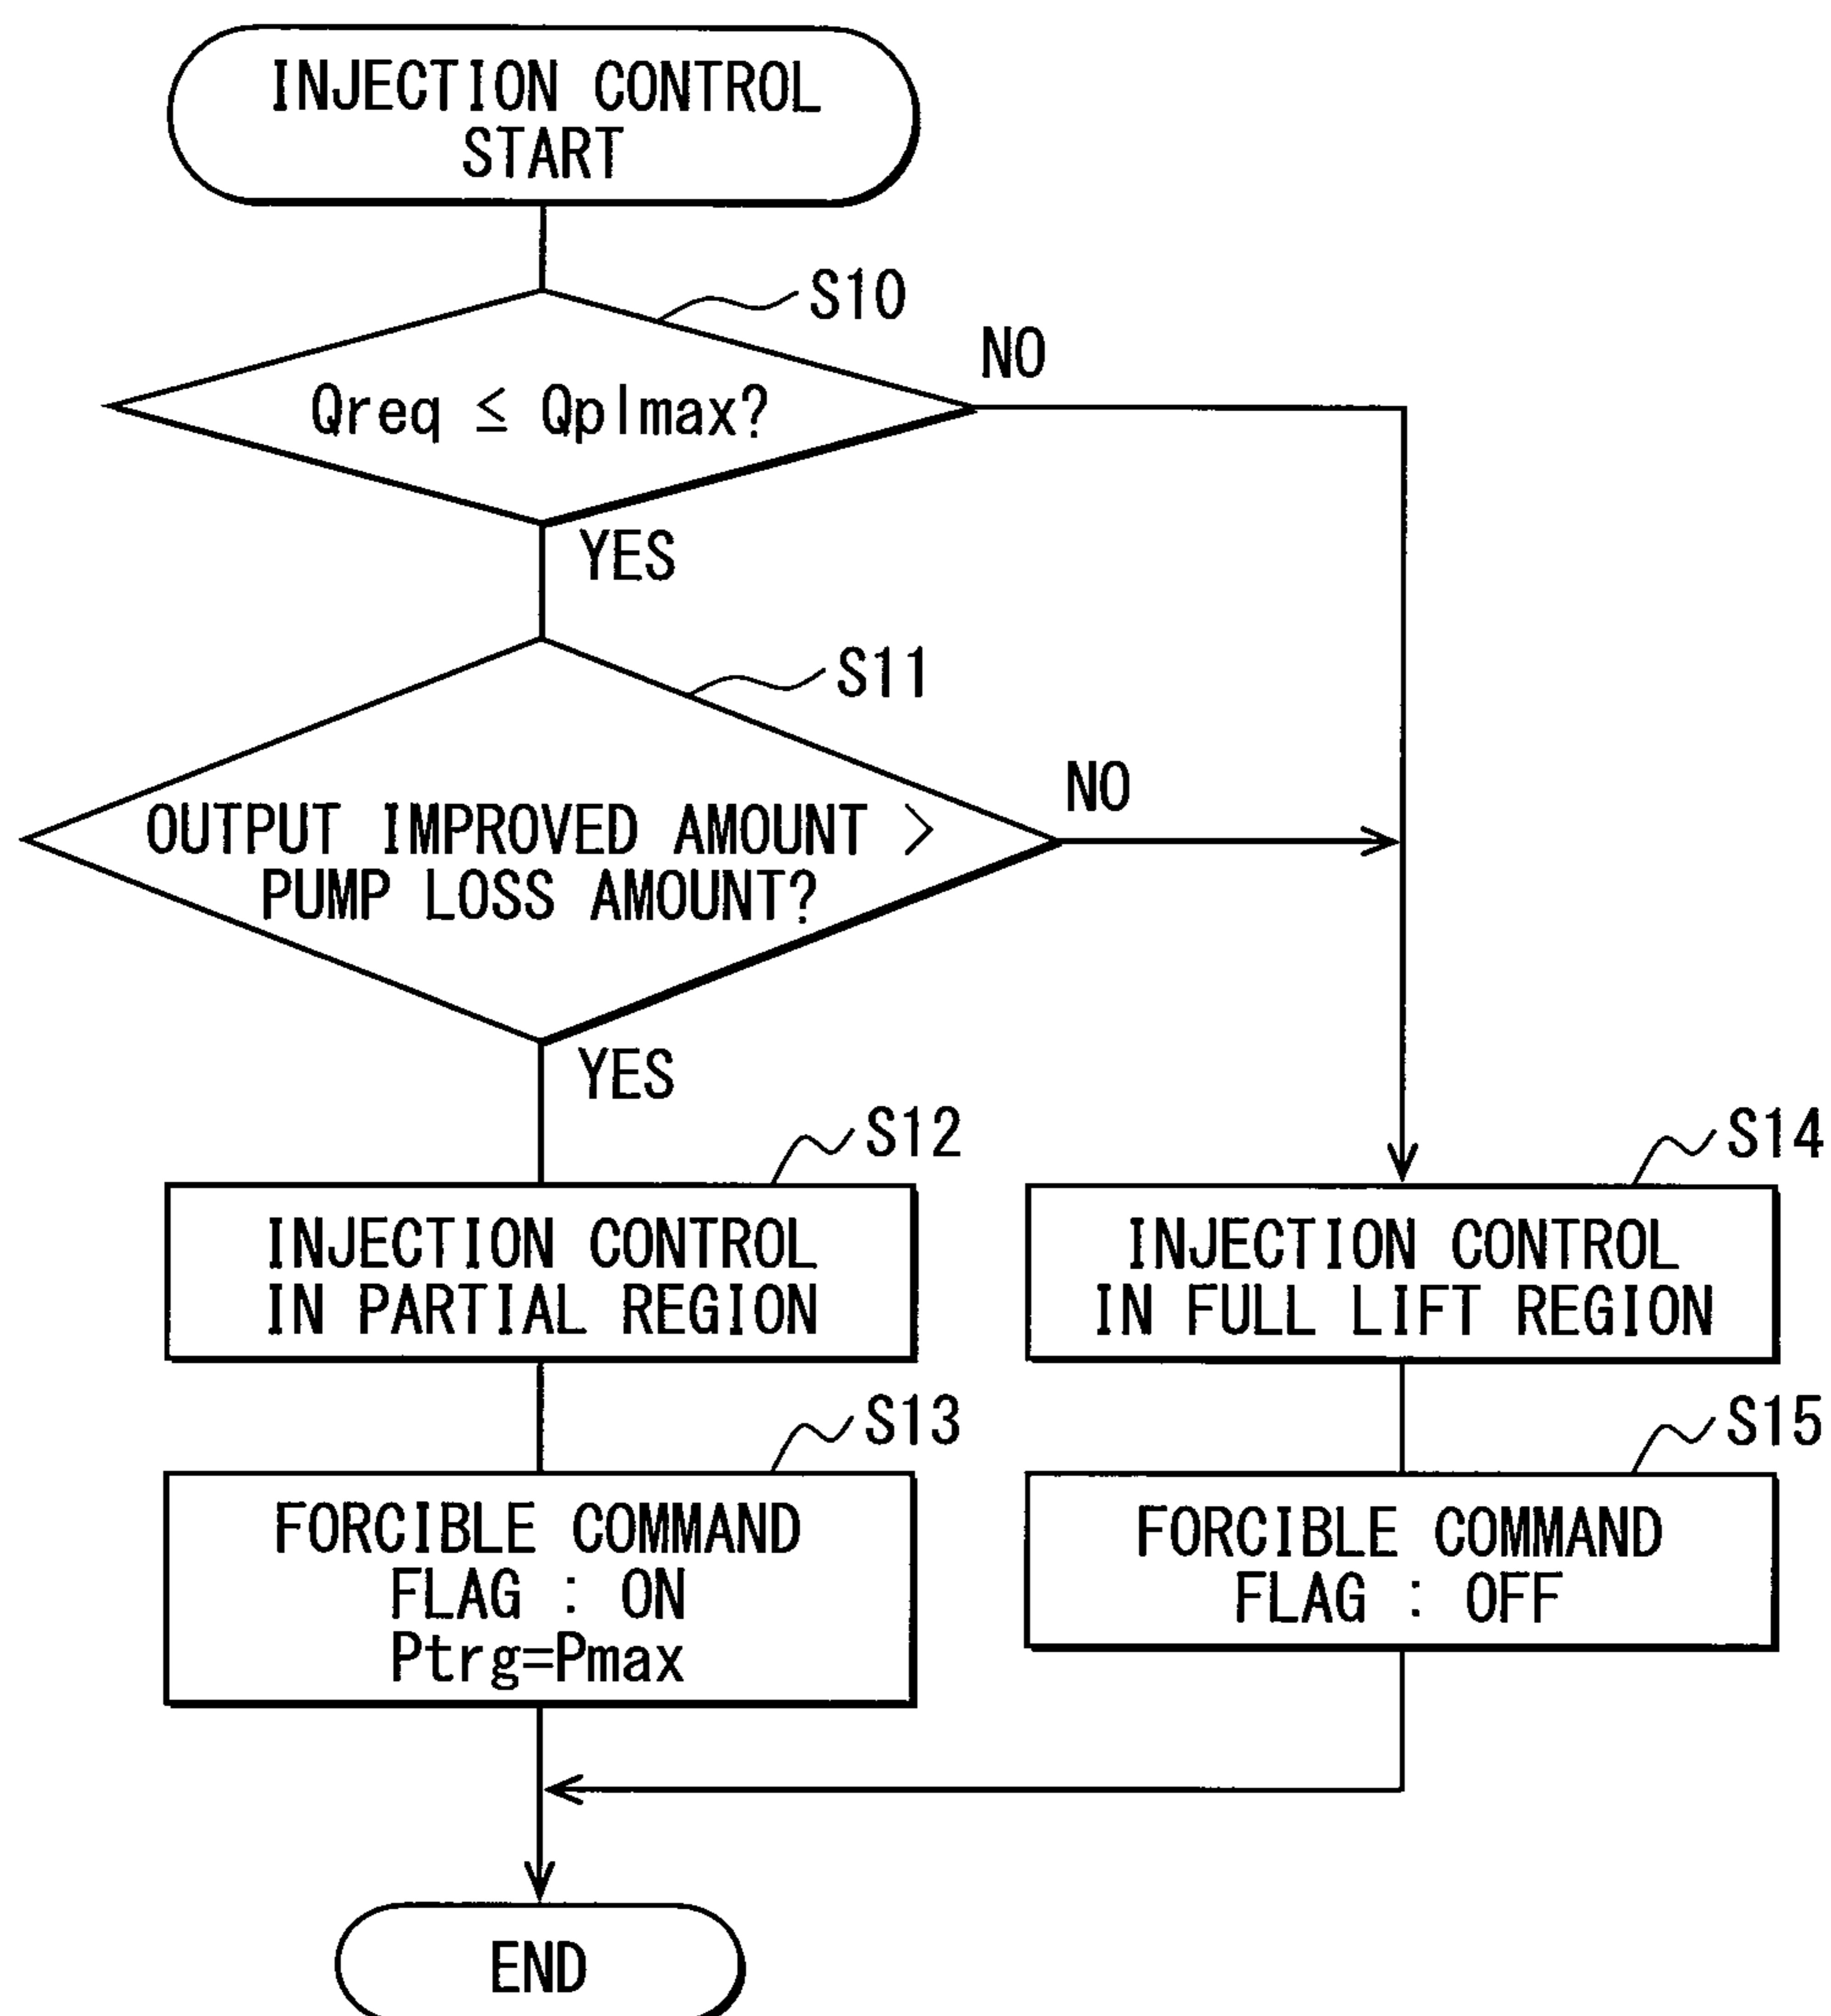 INJECTION CONTROL
START
S10
NO
Qreq ≤ Qplmax?
YES
S11
NO
OUTPUT IMPROVED AMOUNT >
PUMP LOSS AMOUNT?
YES
S12
S14
INJECTION CONTROL
IN PARTIAL REGION
INJECTION CONTROL
IN FULL LIFT REGION
S13
S15
FORCIBLE COMMAND
FLAG : ON
Ptrg=Pmax
FORCIBLE COMMAND
FLAG : OFF
END